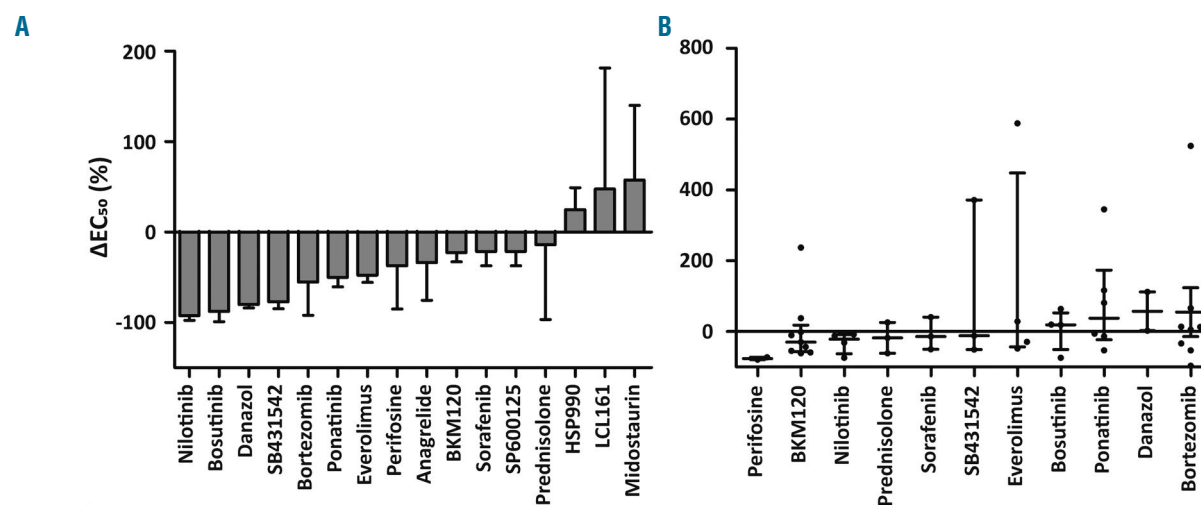 A
200
100
0
-100
ΔEC₅₀ (%)
Nilotinib
Bosutinib
Danazol
SB431542
Bortezomib
Ponatinib
Everolimus
Perifosine
Anagrelide
BKM120
Sorafenib
SP600125
Prednisolone
HSP990
LCL161
Midostaurin
B
800
600
400
200
0
Perifosine
BKM120
Nilotinib
Prednisolone
Sorafenib
SB431542
Everolimus
Bosutinib
Ponatinib
Danazol
Bortezomib